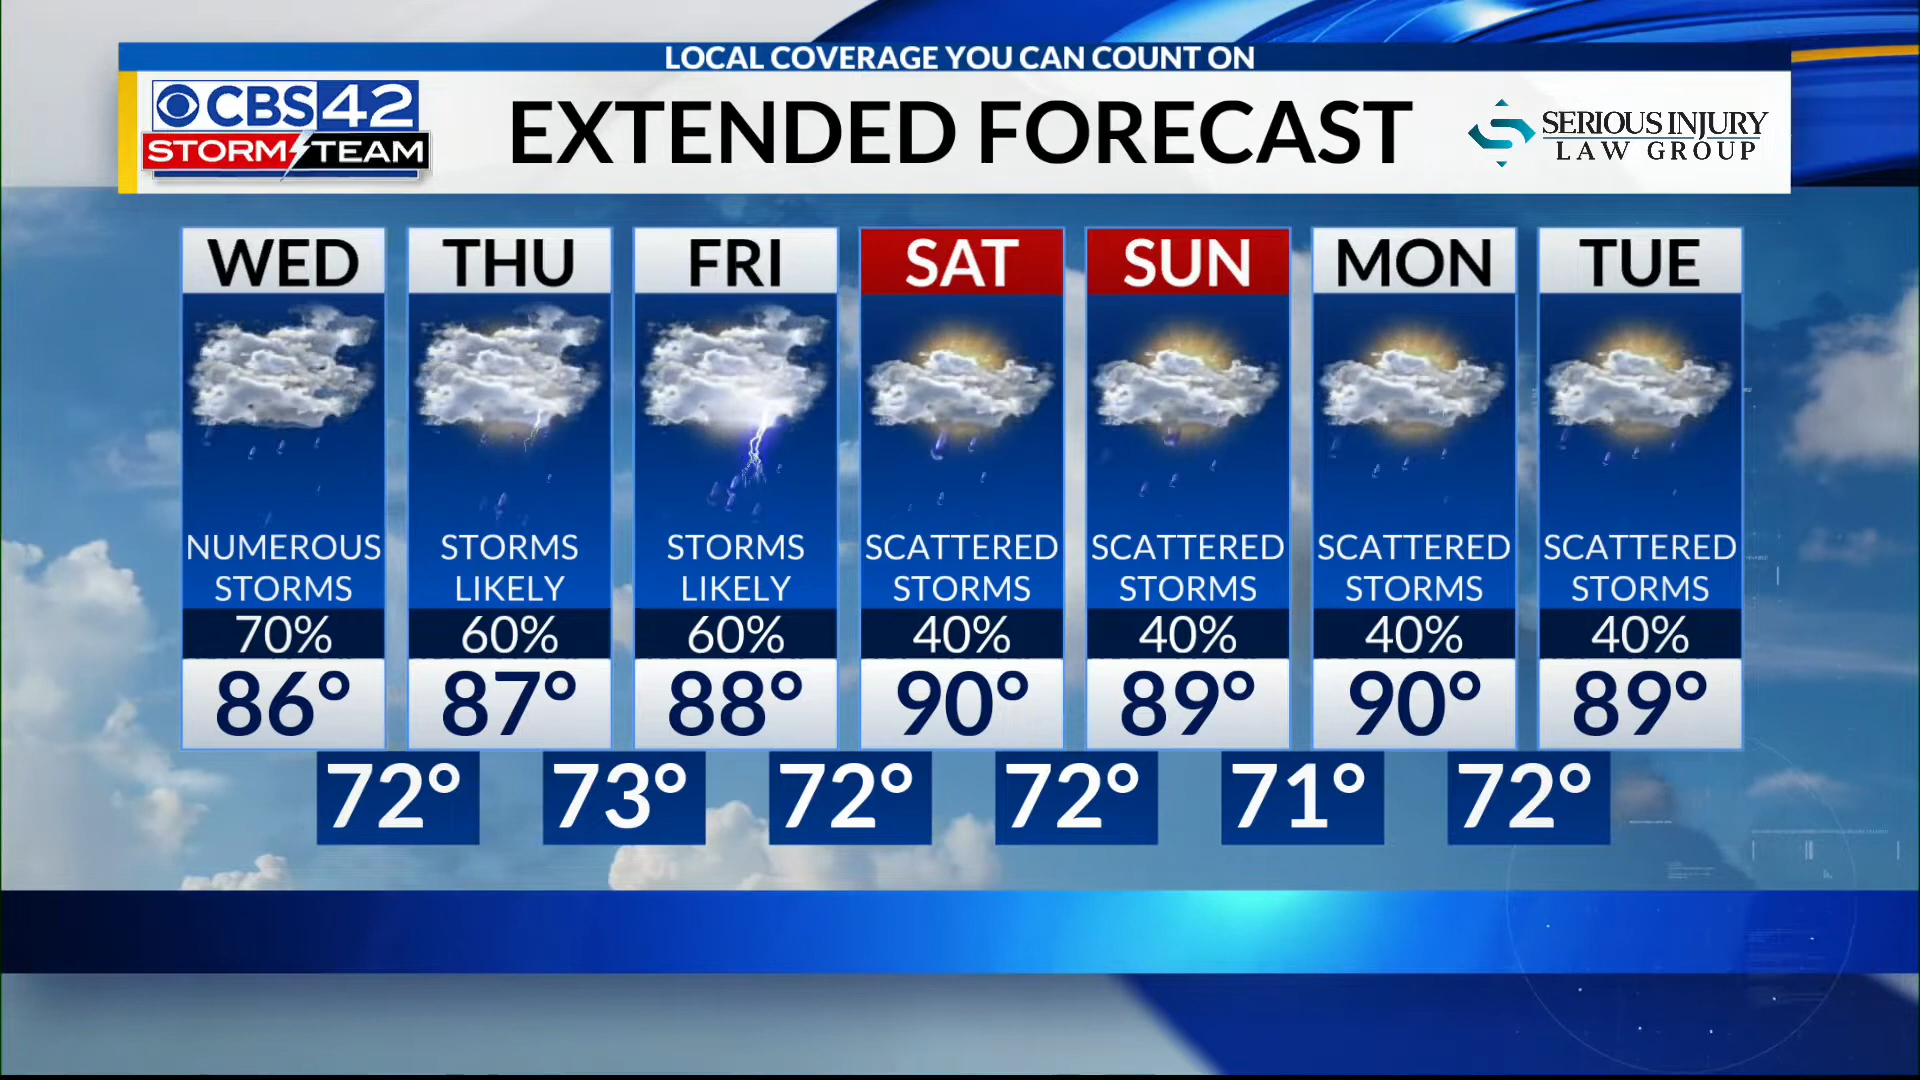 LOCAL COVERAGE YOU CAN COUNT ON
CBS 42
STORM TEAM
EXTENDED FORECAST
SERIOUS INJURY
LAW GROUP
WED THU FRI SAT SUN MON TUE
NUMEROUS STORMS STORMS SCATTERED SCATTERED SCATTERED SCATTERED
STORMS LIKELY LIKELY STORMS STORMS STORMS STORMS
70% 60% 60% 40% 40% 40% 40%
86° 87° 88° 90° 89° 90° 89°
72° 73° 72° 72° 71° 72°